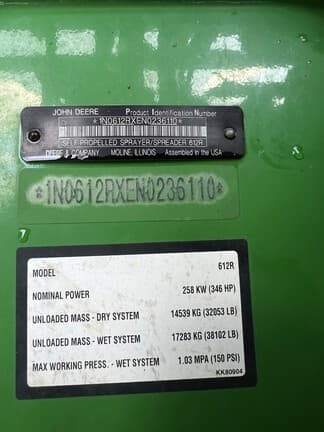 JOHN DEERE Product Identification Number
*1N0612RXEN0236110*
SELF-PROPELLED SPRAYER/SPREADER 612R
DEERE & COMPANY MOLINE, ILLINOIS Assembled in the USA
*1N0612RXEN0236110*
MODEL 612R
NOMINAL POWER 258 KW (346 HP)
UNLOADED MASS - DRY SYSTEM 14539 KG (32053 LB)
UNLOADED MASS - WET SYSTEM 17283 KG (38102 LB)
MAX WORKING PRESS. - WET SYSTEM 1.03 MPA (150 PSI)
KK80904